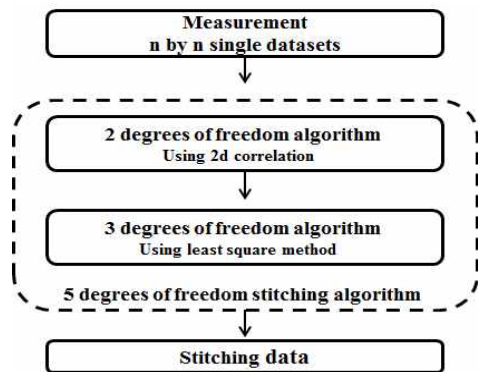 Measurement
n by n single datasets
2 degrees of freedom algorithm
Using 2d correlation
3 degrees of freedom algorithm
Using least square method
5 degrees of freedom stitching algorithm
Stitching data